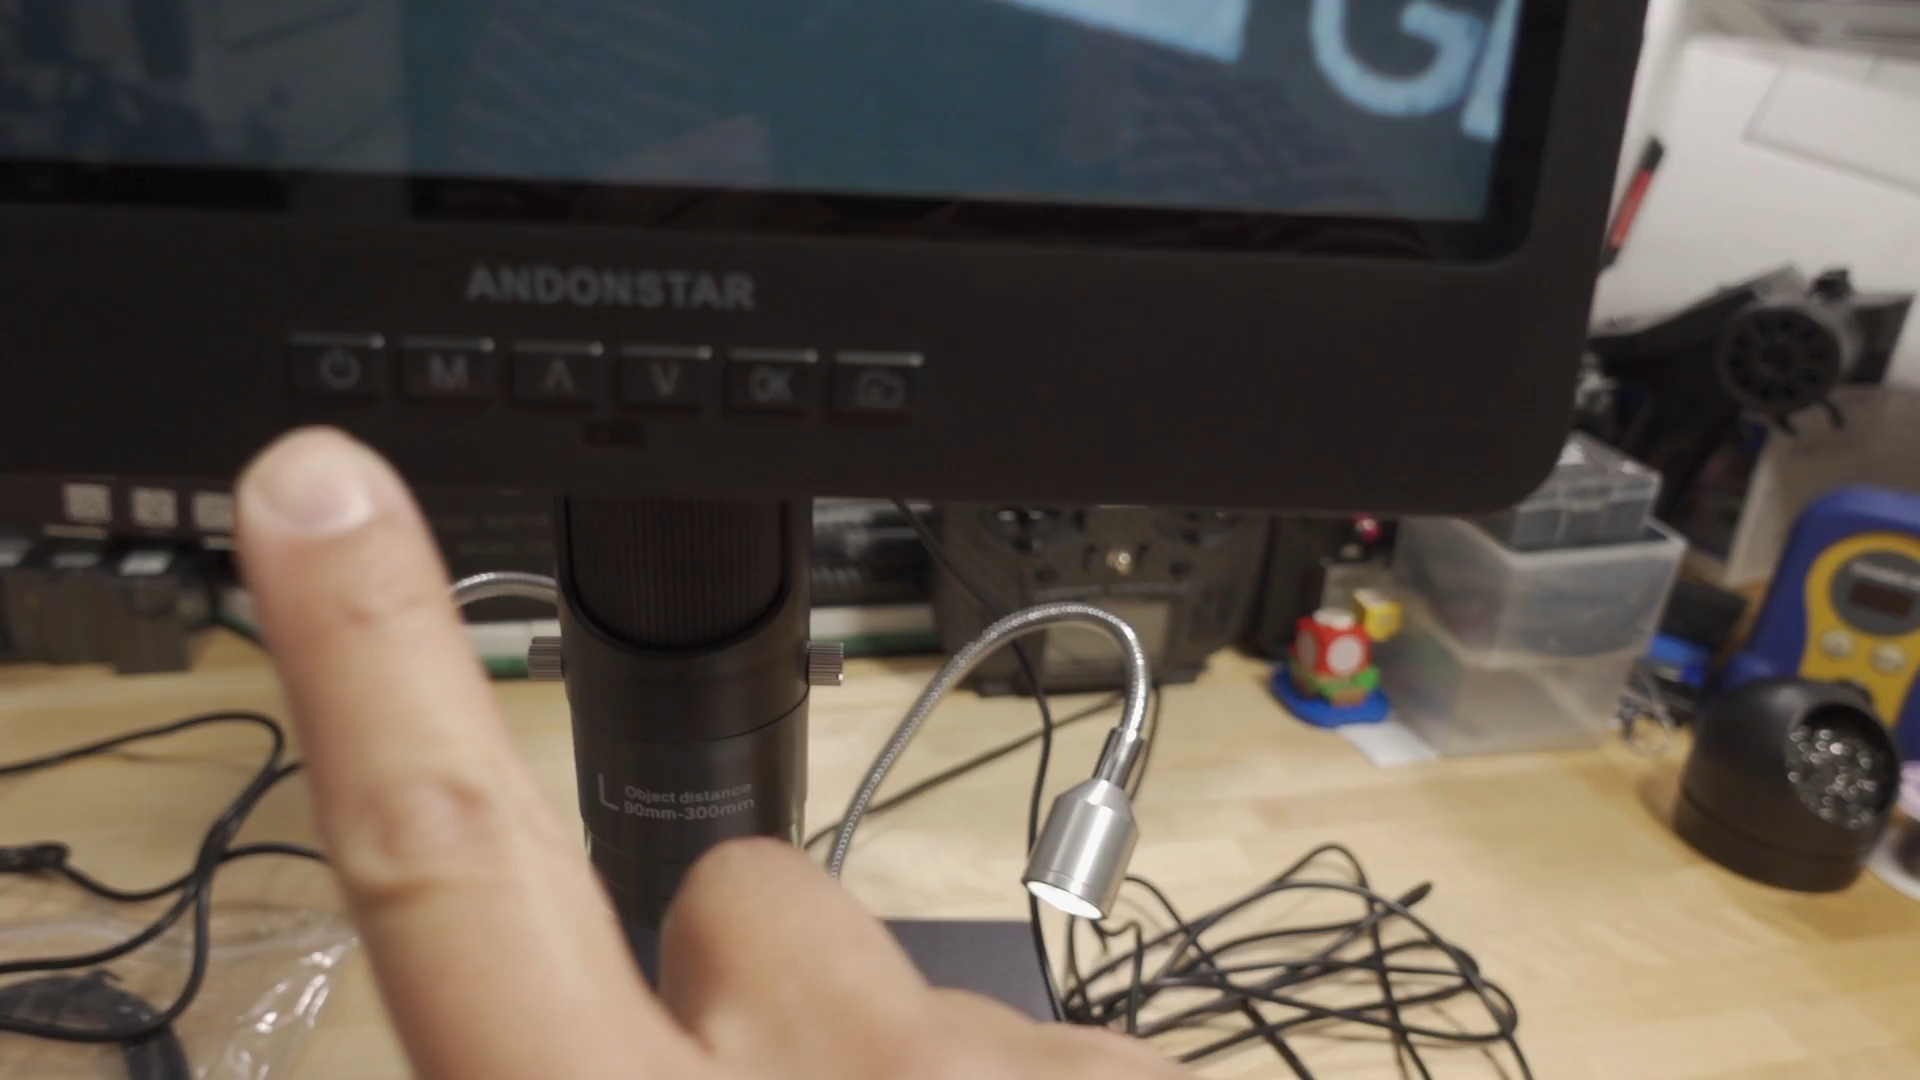 G
ANDONSTAR
M Λ V OK
L Object distance
90mm-300mm